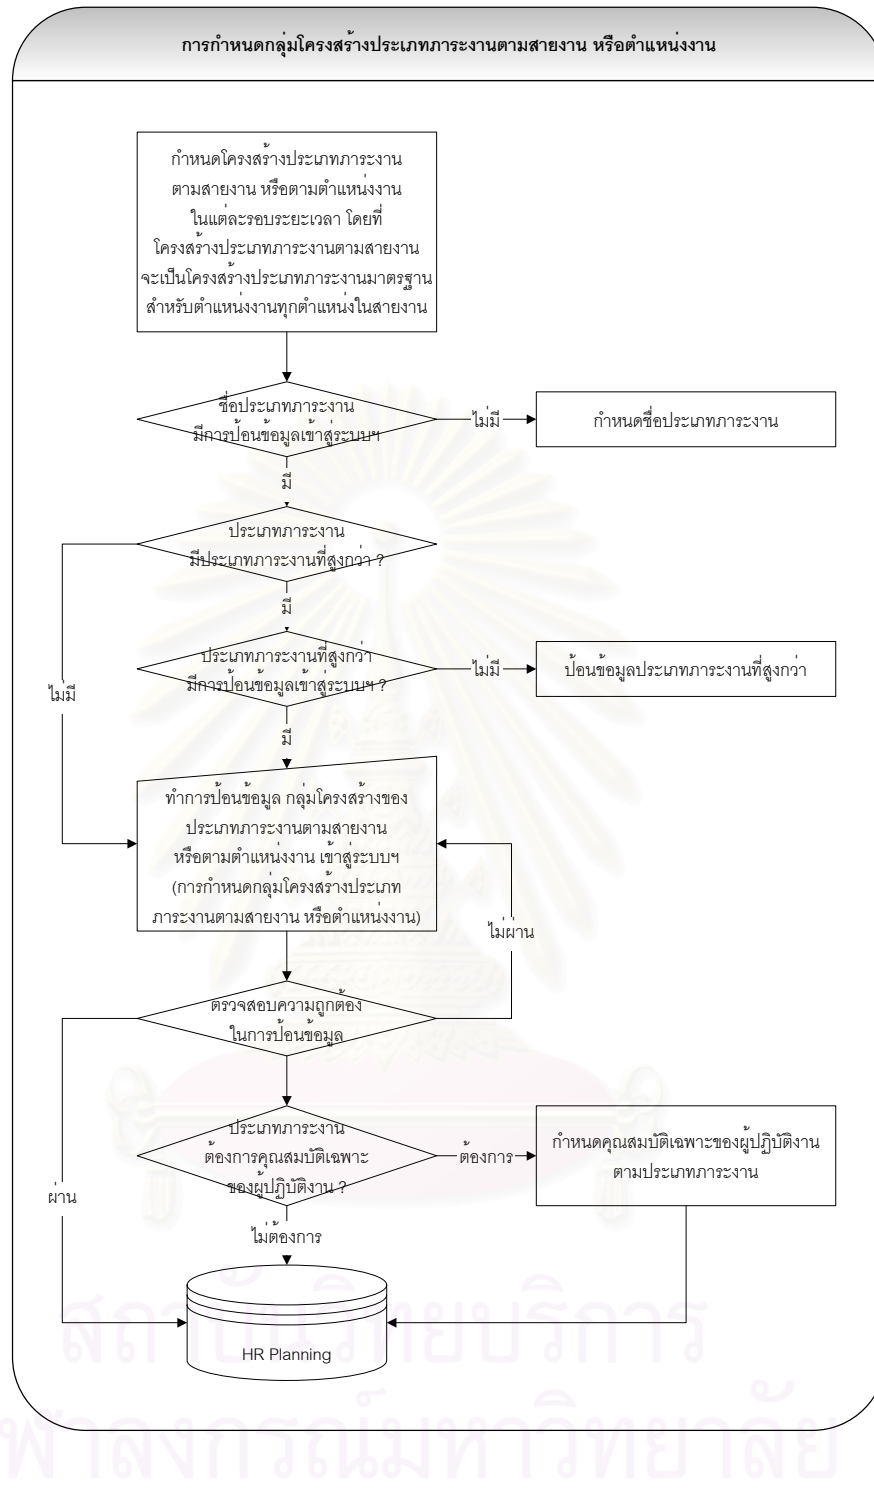 การกำหนดกลุ่มโครงสร้างประเภทภาระงานตามสายงาน หรือตำแหน่งงาน
กำหนดโครงสร้างประเภทภาระงาน
ตามสายงาน หรือตามตำแหน่งงาน
ในแต่ละรอบระยะเวลา โดยที่
โครงสร้างประเภทภาระงานตามสายงาน
จะเป็นโครงสร้างประเภทภาระงานมาตรฐาน
สำหรับตำแหน่งงานทุกตำแหน่งในสายงาน
ชื่อประเภทภาระงาน
มีการป้อนข้อมูลเข้าสู่ระบบฯ
ไม่มี
กำหนดชื่อประเภทภาระงาน
มี
ประเภทภาระงาน
มีประเภทภาระงานที่สูงกว่า ?
มี
ประเภทภาระงานที่สูงกว่า
มีการป้อนข้อมูลเข้าสู่ระบบฯ ?
ไม่มี
ป้อนข้อมูลประเภทภาระงานที่สูงกว่า
ไมมี
มี
ทำการป้อนข้อมูล กลุ่มโครงสร้างของ
ประเภทภาระงานตามสายงาน
หรือตามตำแหน่งงาน เข้าสู่ระบบฯ
(การกำหนดกลุ่มโครงสร้างประเภท
ภาระงานตามสายงาน หรือตำแหน่งงาน)
ไม่ผ่าน
ตรวจสอบความถูกต้อง
ในการป้อนข้อมูล
ประเภทภาระงาน
ต้องการคุณสมบัติเฉพาะ
ของผู้ปฏิบัติงาน ?
ต้องการ
กำหนดคุณสมบัติเฉพาะของผู้ปฏิบัติงาน
ตามประเภทภาระงาน
ผ่าน
ไม่ต้องการ
HR Planning
สถาบันวิทยบริการ
จุฬาลงกรณ์มหาวิทยาลัย